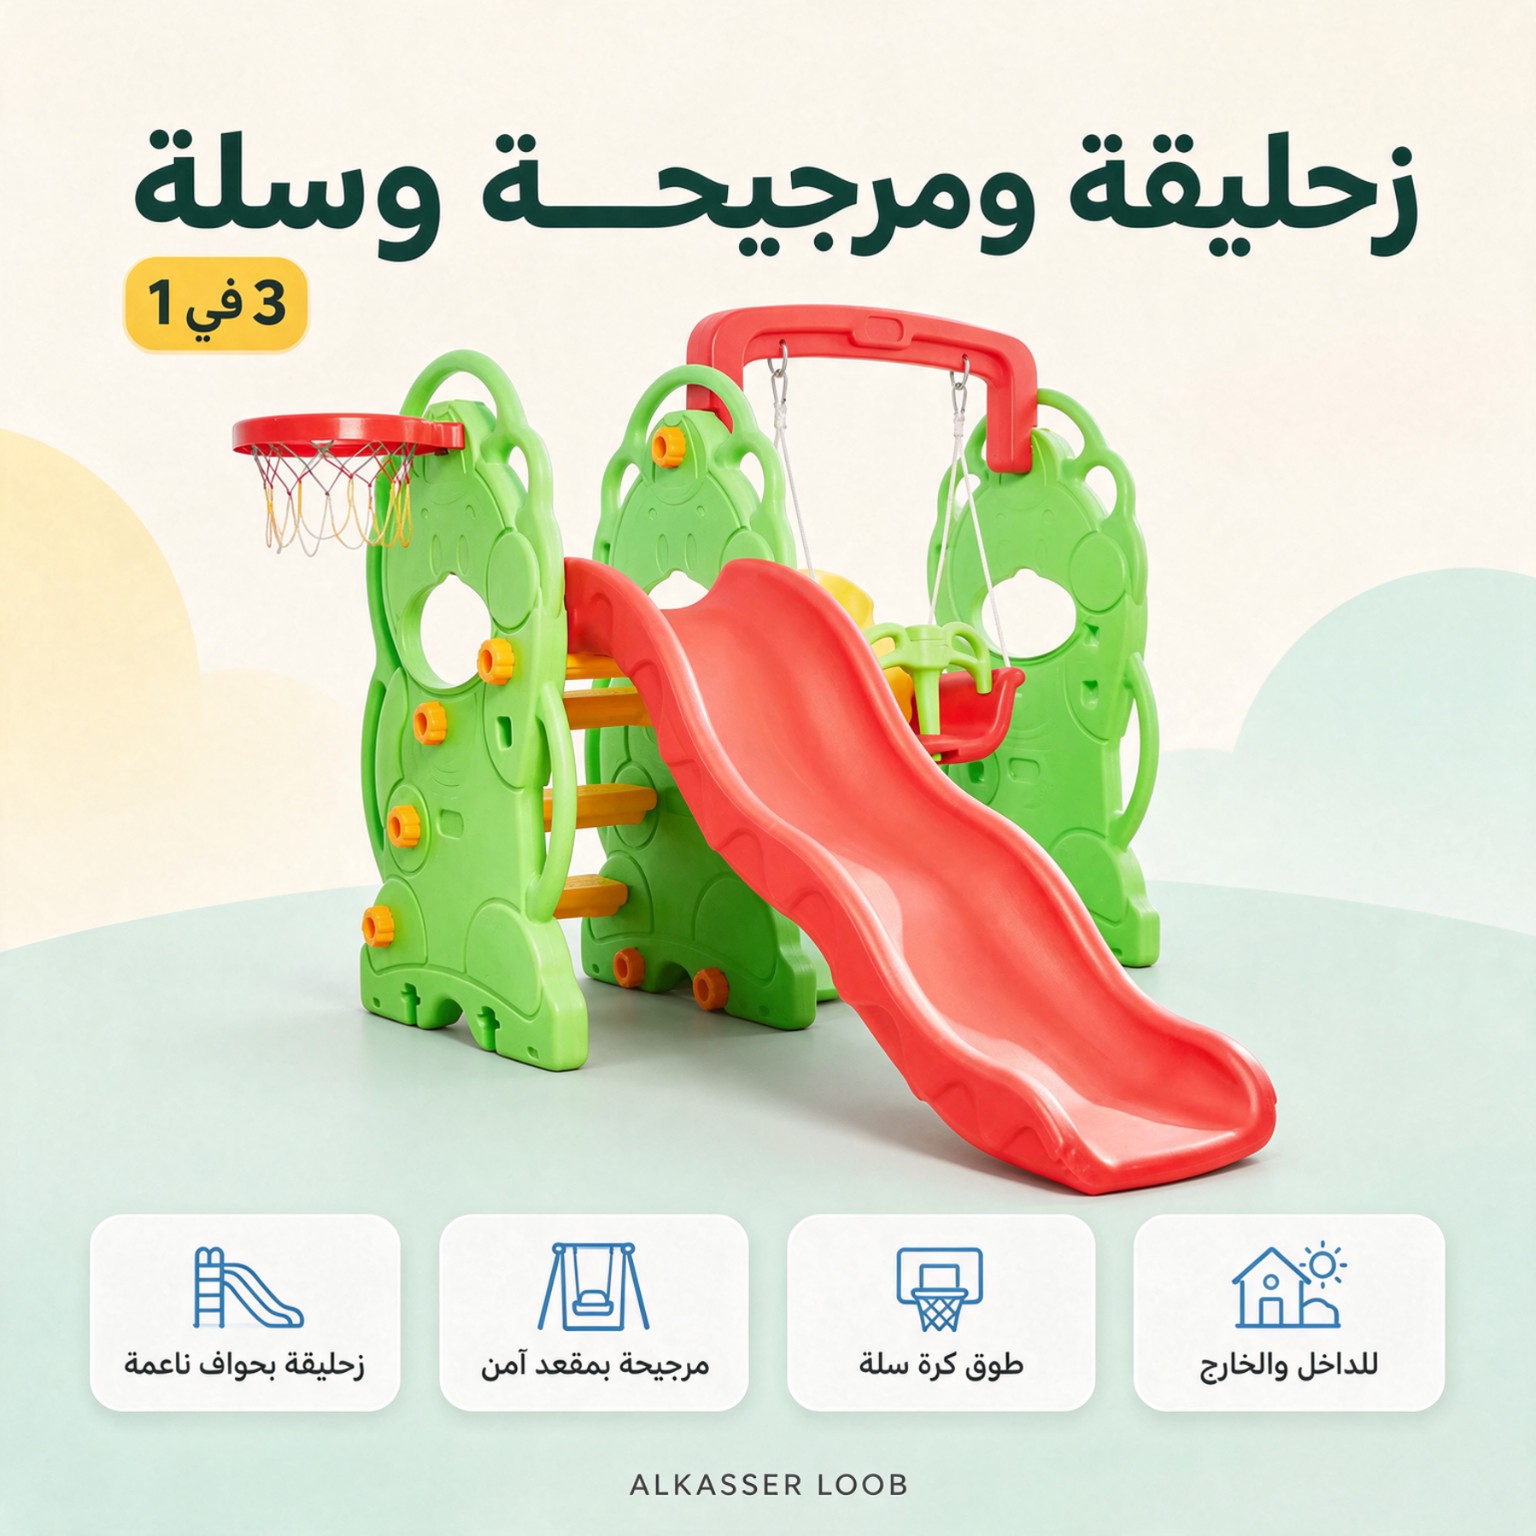 زحليقة ومرجيحة وسلة
3 في 1
للداخل والخارج
طوق كرة سلة
مرجيحة بمقعد آمن
زحليقة بحواف ناعمة
ALKASSER LOOB